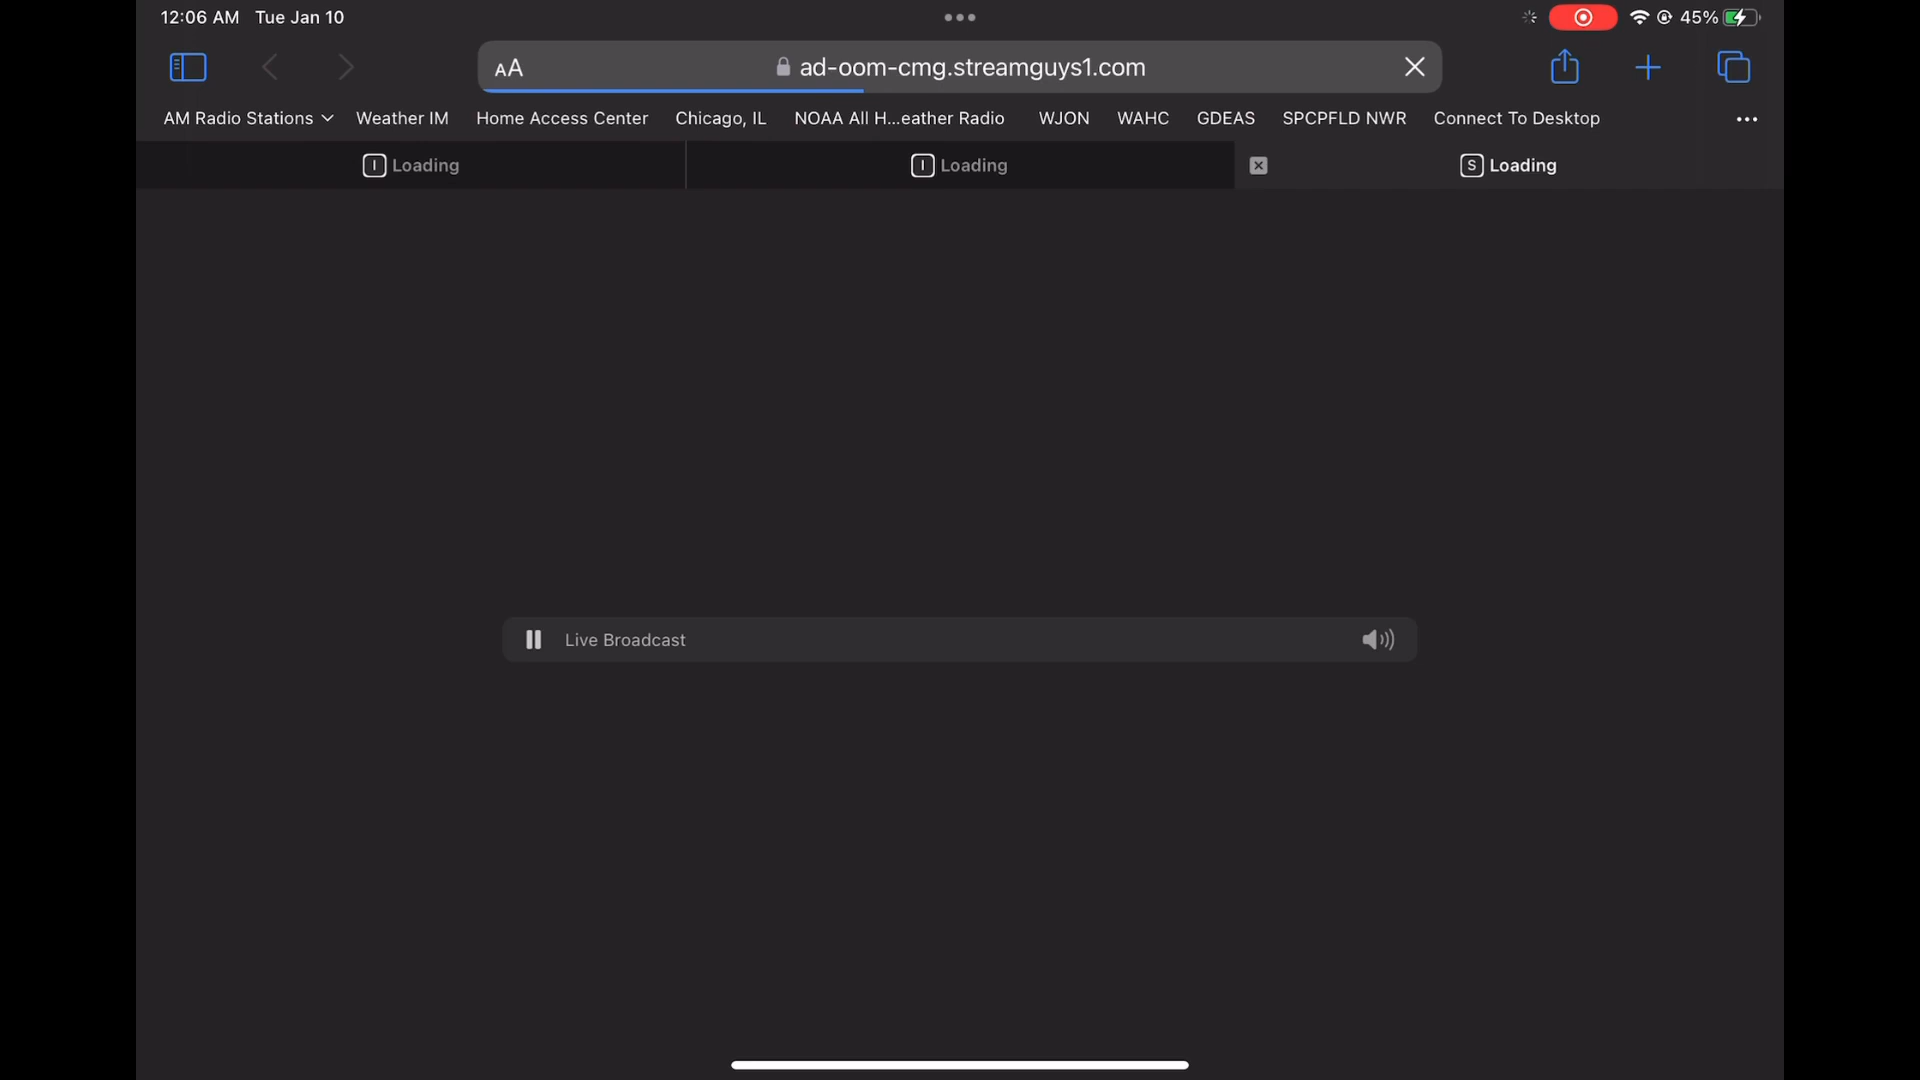 12:06 AM Tue Jan 10
45%
AA ad-oom-cmg.streamguys1.com
AM Radio Stations Weather IM Home Access Center Chicago, IL NOAA All H...eather Radio WJON WAHC GDEAS SPCPFLD NWR Connect To Desktop
I Loading I Loading S Loading
Live Broadcast